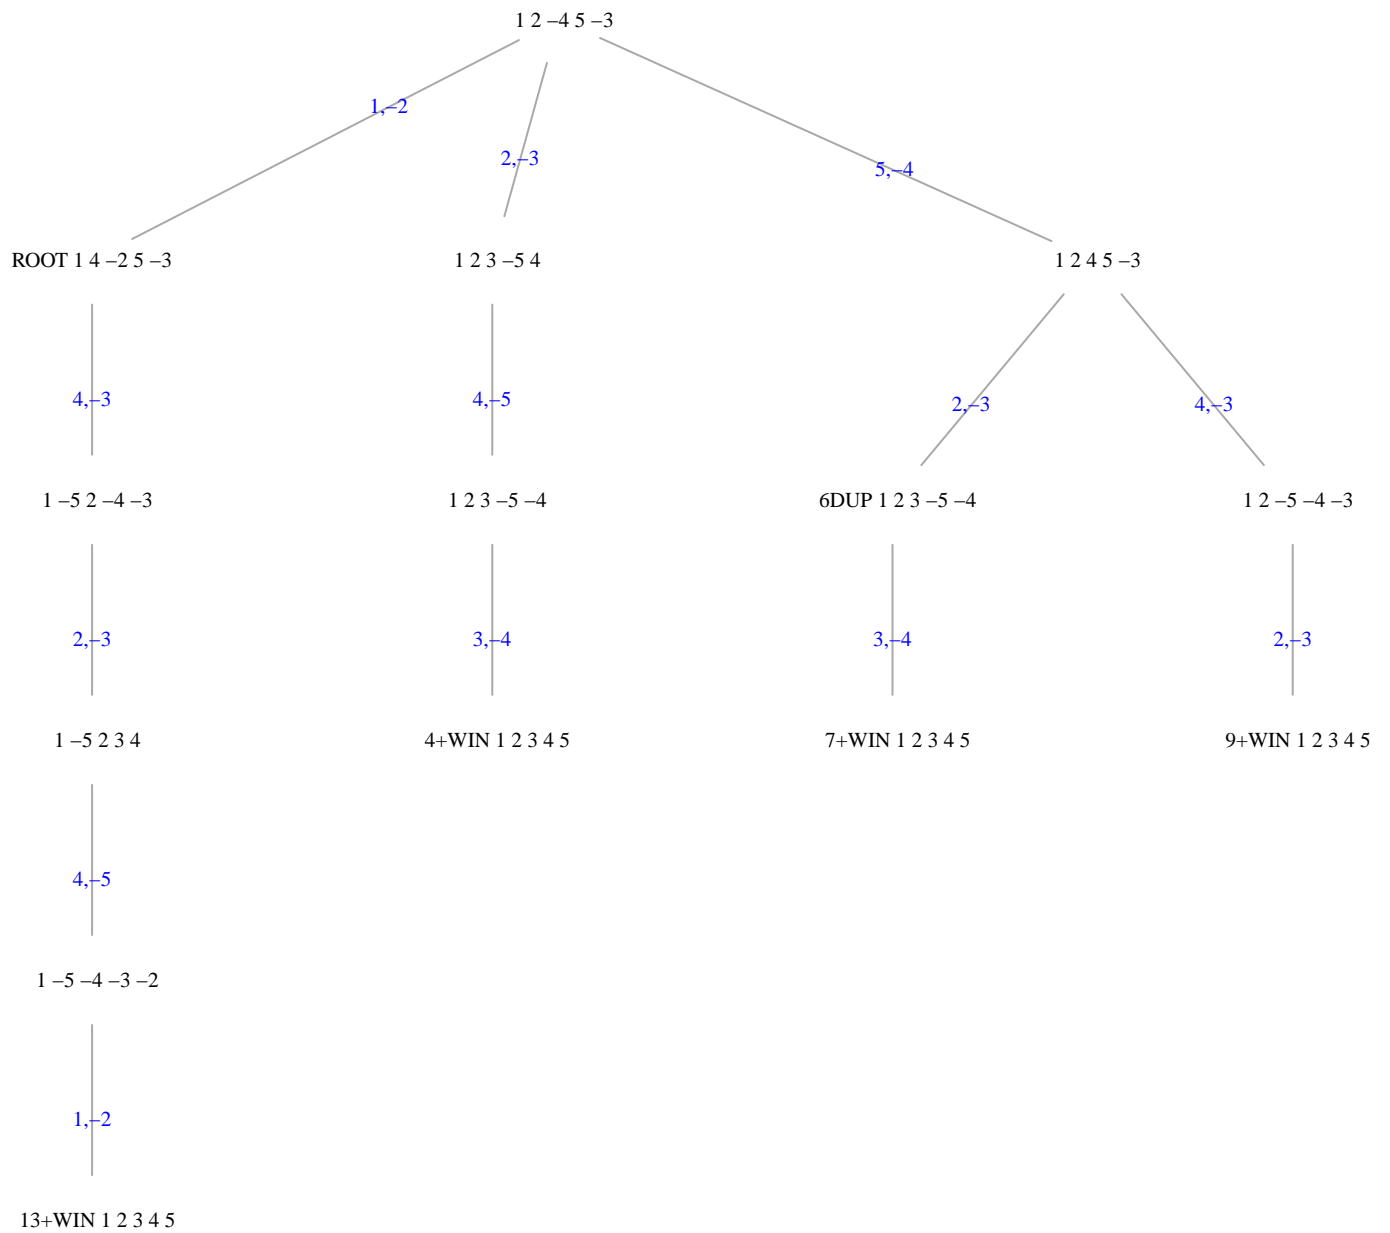 1 2 –4 5 –3
1,–2
2,–3
5,–4
ROOT 1 4 –2 5 –3
1 2 3 –5 4
1 2 4 5 –3
4,–3
4,–5
2,–3
4,–3
1 –5 2 –4 –3
1 2 3 –5 –4
6DUP 1 2 3 –5 –4
1 2 –5 –4 –3
2,–3
3,–4
3,–4
2,–3
1 –5 2 3 4
4+WIN 1 2 3 4 5
7+WIN 1 2 3 4 5
9+WIN 1 2 3 4 5
4,–5
1 –5 –4 –3 –2
1,–2
13+WIN 1 2 3 4 5